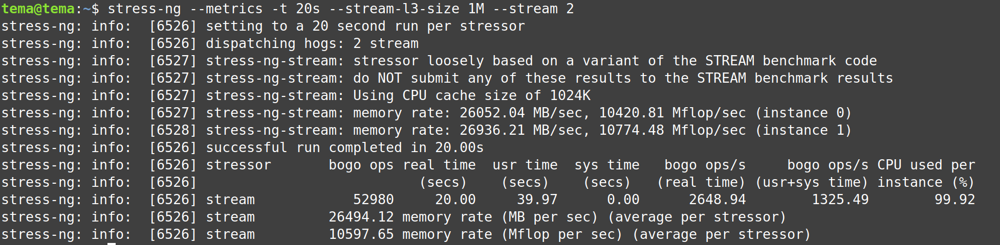 tema@tema:~$ stress-ng --metrics -t 20s --stream-l3-size 1M --stream 2
stress-ng: info:  [6526] setting to a 20 second run per stressor
stress-ng: info:  [6526] dispatching hogs: 2 stream
stress-ng: info:  [6527] stress-ng-stream: stressor loosely based on a variant of the STREAM benchmark code
stress-ng: info:  [6527] stress-ng-stream: do NOT submit any of these results to the STREAM benchmark results
stress-ng: info:  [6527] stress-ng-stream: Using CPU cache size of 1024K
stress-ng: info:  [6527] stress-ng-stream: memory rate: 26052.04 MB/sec, 10420.81 Mflop/sec (instance 0)
stress-ng: info:  [6528] stress-ng-stream: memory rate: 26936.21 MB/sec, 10774.48 Mflop/sec (instance 1)
stress-ng: info:  [6526] successful run completed in 20.00s
stress-ng: info:  [6526] stressor       bogo ops real time  usr time  sys time   bogo ops/s     bogo ops/s CPU used per
stress-ng: info:  [6526]                           (secs)    (secs)    (secs)   (real time) (usr+sys time) instance (%)
stress-ng: info:  [6526] stream            52980     20.00     39.97      0.00      2648.94        1325.49        99.92
stress-ng: info:  [6526] stream         26494.12 memory rate (MB per sec) (average per stressor)
stress-ng: info:  [6526] stream         10597.65 memory rate (Mflop per sec) (average per stressor)